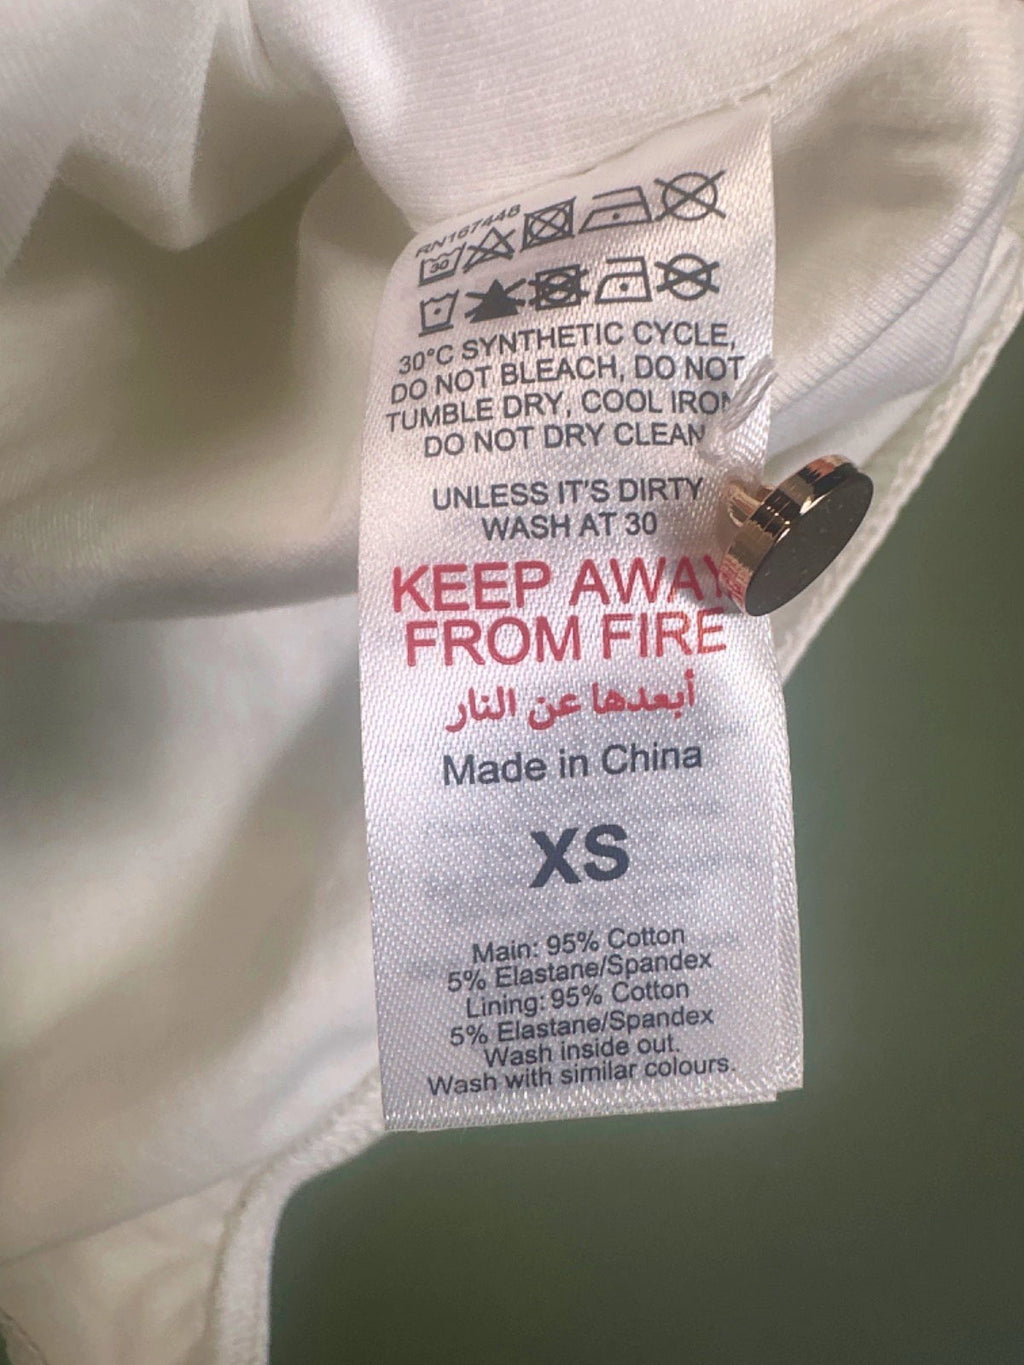 RN167448
30
30°C SYNTHETIC CYCLE,
DO NOT BLEACH, DO NOT
TUMBLE DRY, COOL IRON
DO NOT DRY CLEAN
UNLESS IT'S DIRTY
WASH AT 30
KEEP AWAY
FROM FIRE
أبعدها عن النار
Made in China
XS
Main: 95% Cotton
5% Elastane/Spandex
Lining: 95% Cotton
5% Elastane/Spandex
Wash inside out.
Wash with similar colours.